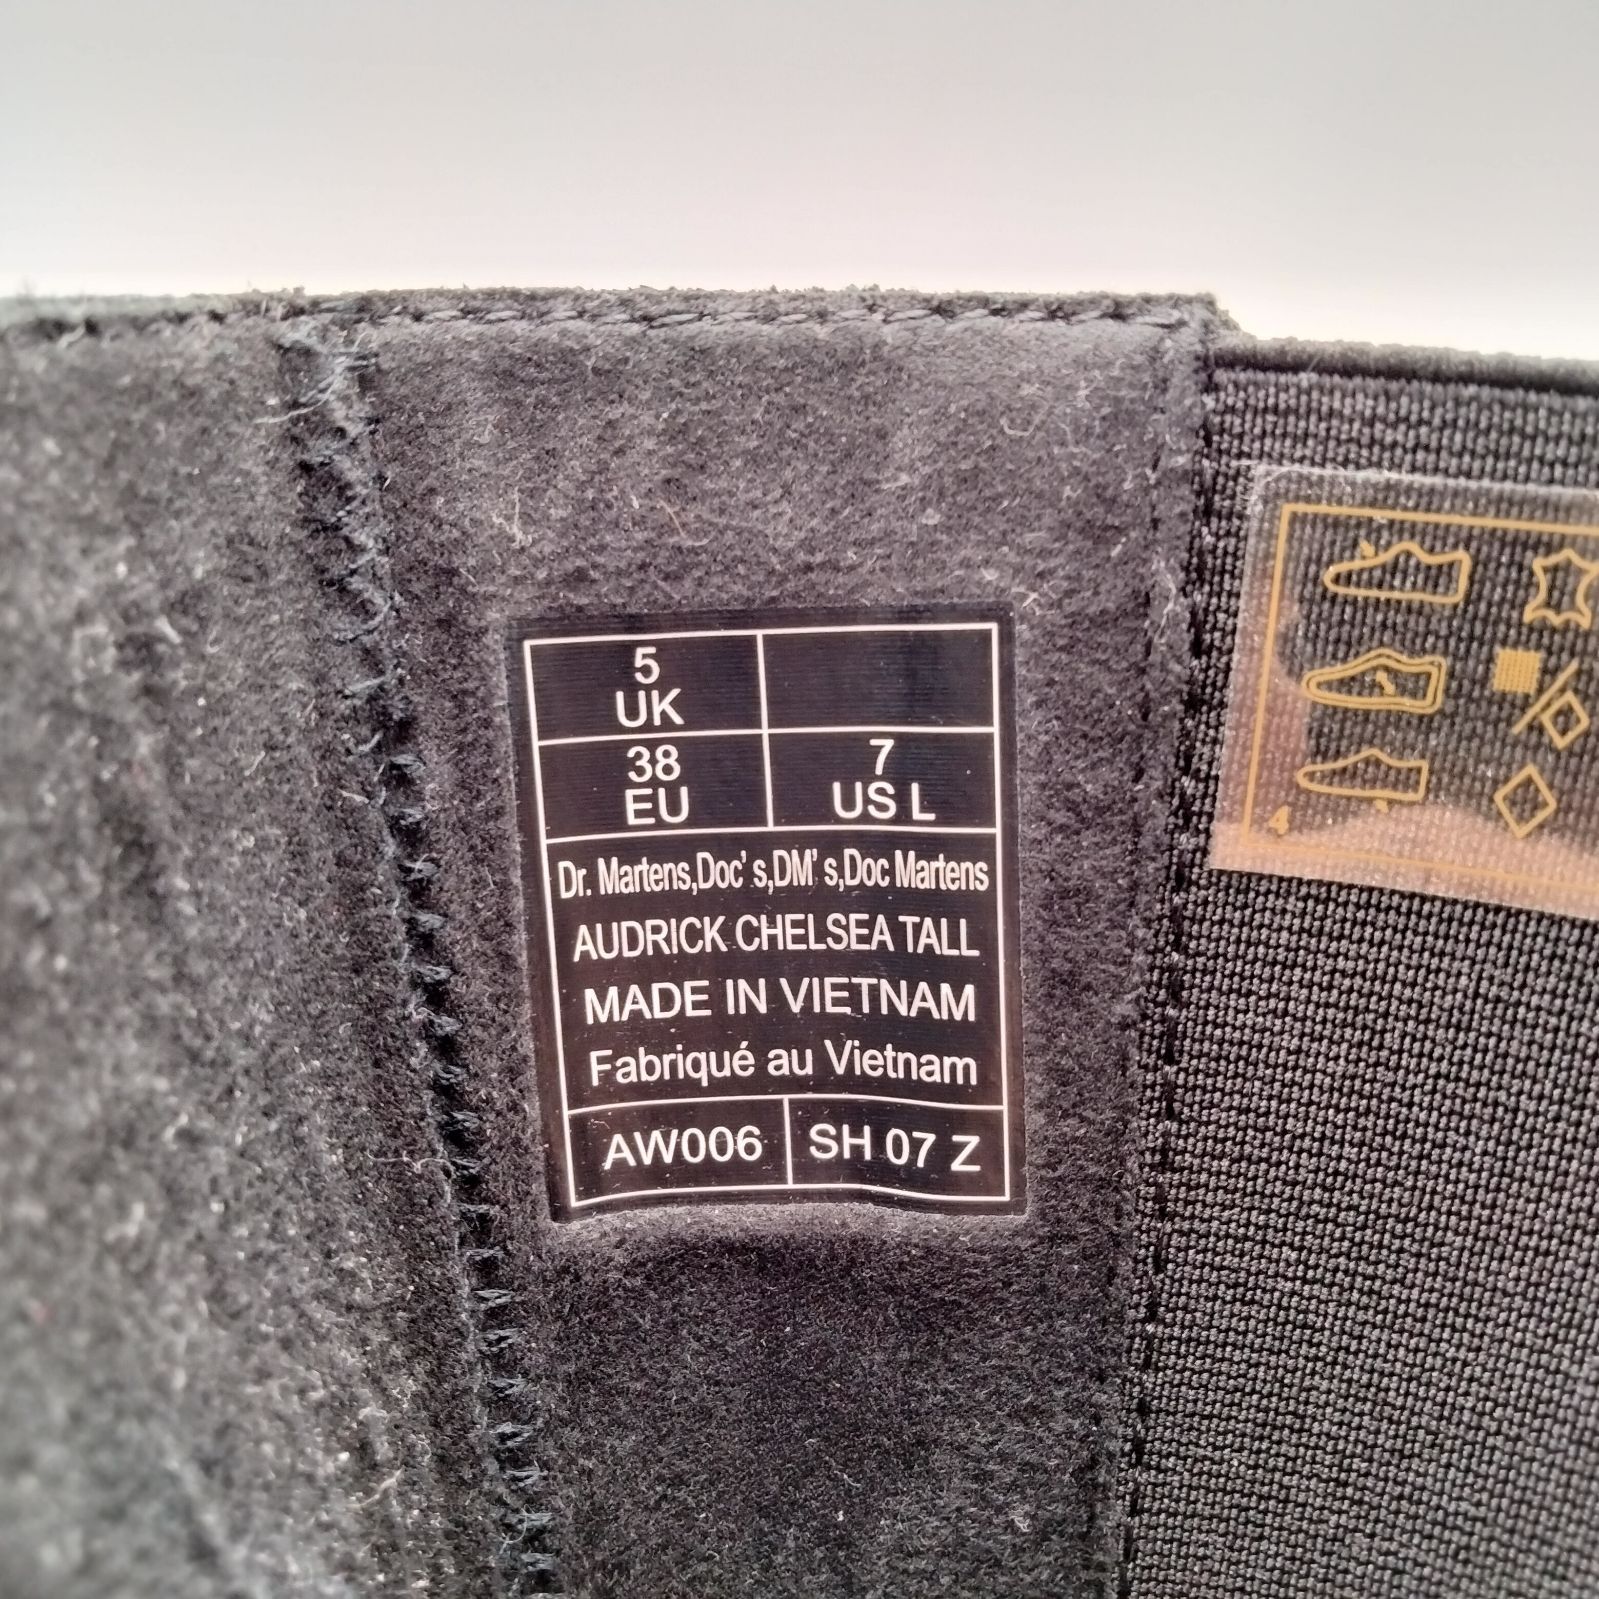 5
UK
38
EU
7
US L
Dr. Martens,Doc's,DM's,Doc Martens
AUDRICK CHELSEA TALL
MADE IN VIETNAM
Fabriqué au Vietnam
AW006
SH 07 Z
4